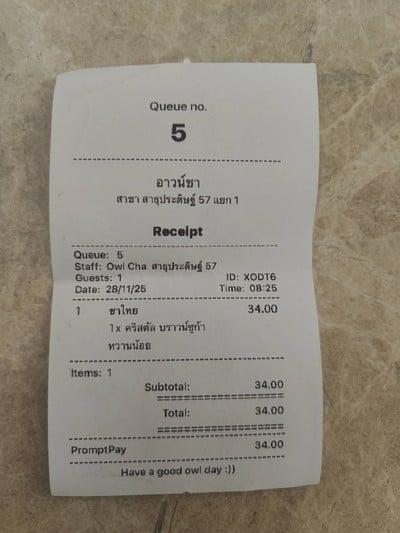 Queue no.
5
อาวน์ชา
สาขา สาธุประดิษฐ์ 57 แยก 1
Receipt
Queue: 5
Staff: Owl Cha สาธุประดิษฐ์ 57
Guests: 1 ID: XODT6
Date: 28/11/25 Time: 08:25
1 ชาไทย 34.00
1x คริสตัล บราวน์ชูก้า
หวานน้อย
Items: 1
Subtotal: 34.00
Total: 34.00
PromptPay 34.00
Have a good owl day :))